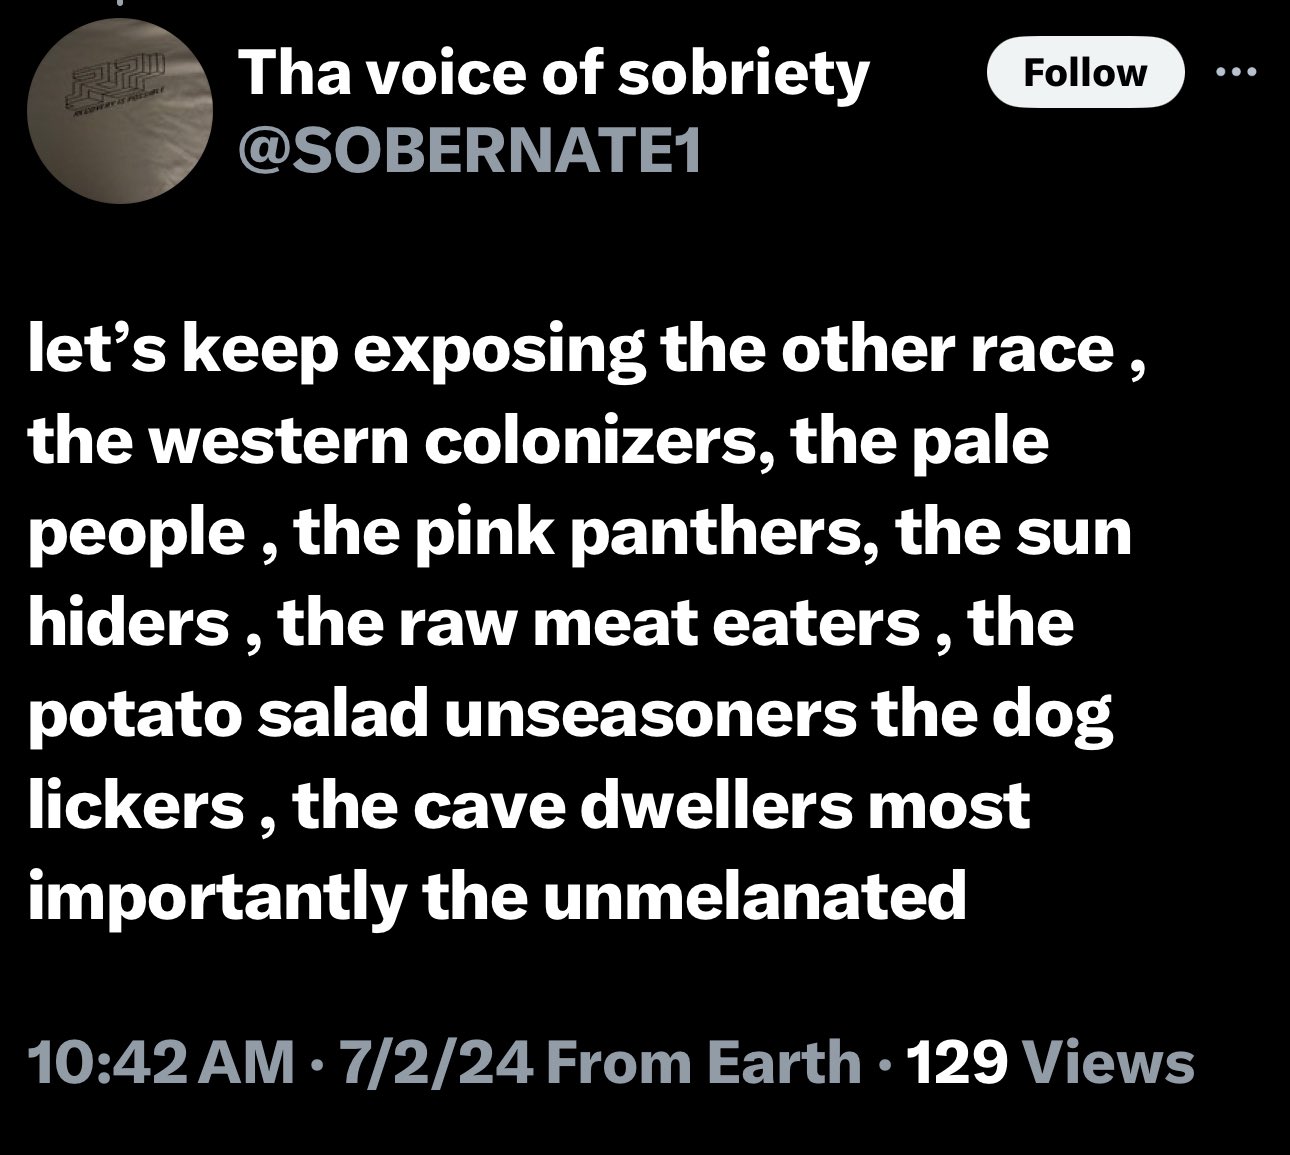 Tha voice of sobriety
@SOBERNATE1
Follow
RIP
RECOVERY IS POSSIBLE
let’s keep exposing the other race ,
the western colonizers, the pale
people , the pink panthers, the sun
hiders , the raw meat eaters , the
potato salad unseasoners the dog
lickers , the cave dwellers most
importantly the unmelanated
10:42 AM · 7/2/24 From Earth · 129 Views